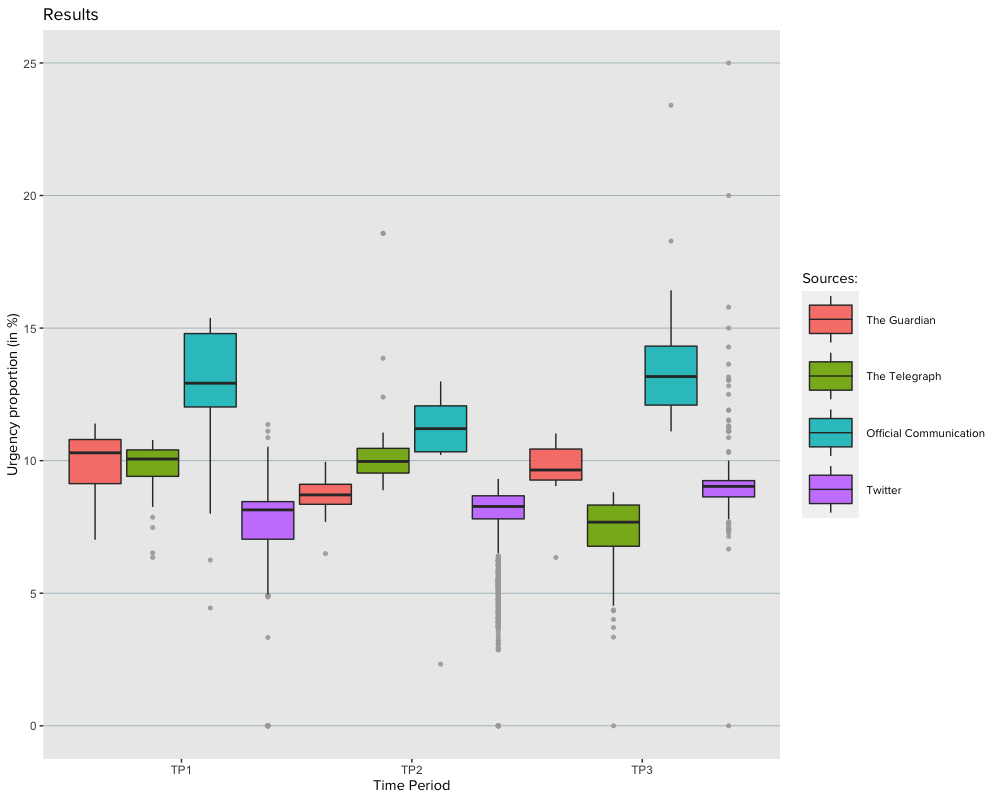 Results
Urgency proportion (in %)
25
20
15
10
5
0
TP1
TP2
TP3
Time Period
Sources:
The Guardian
The Telegraph
Official Communication
Twitter